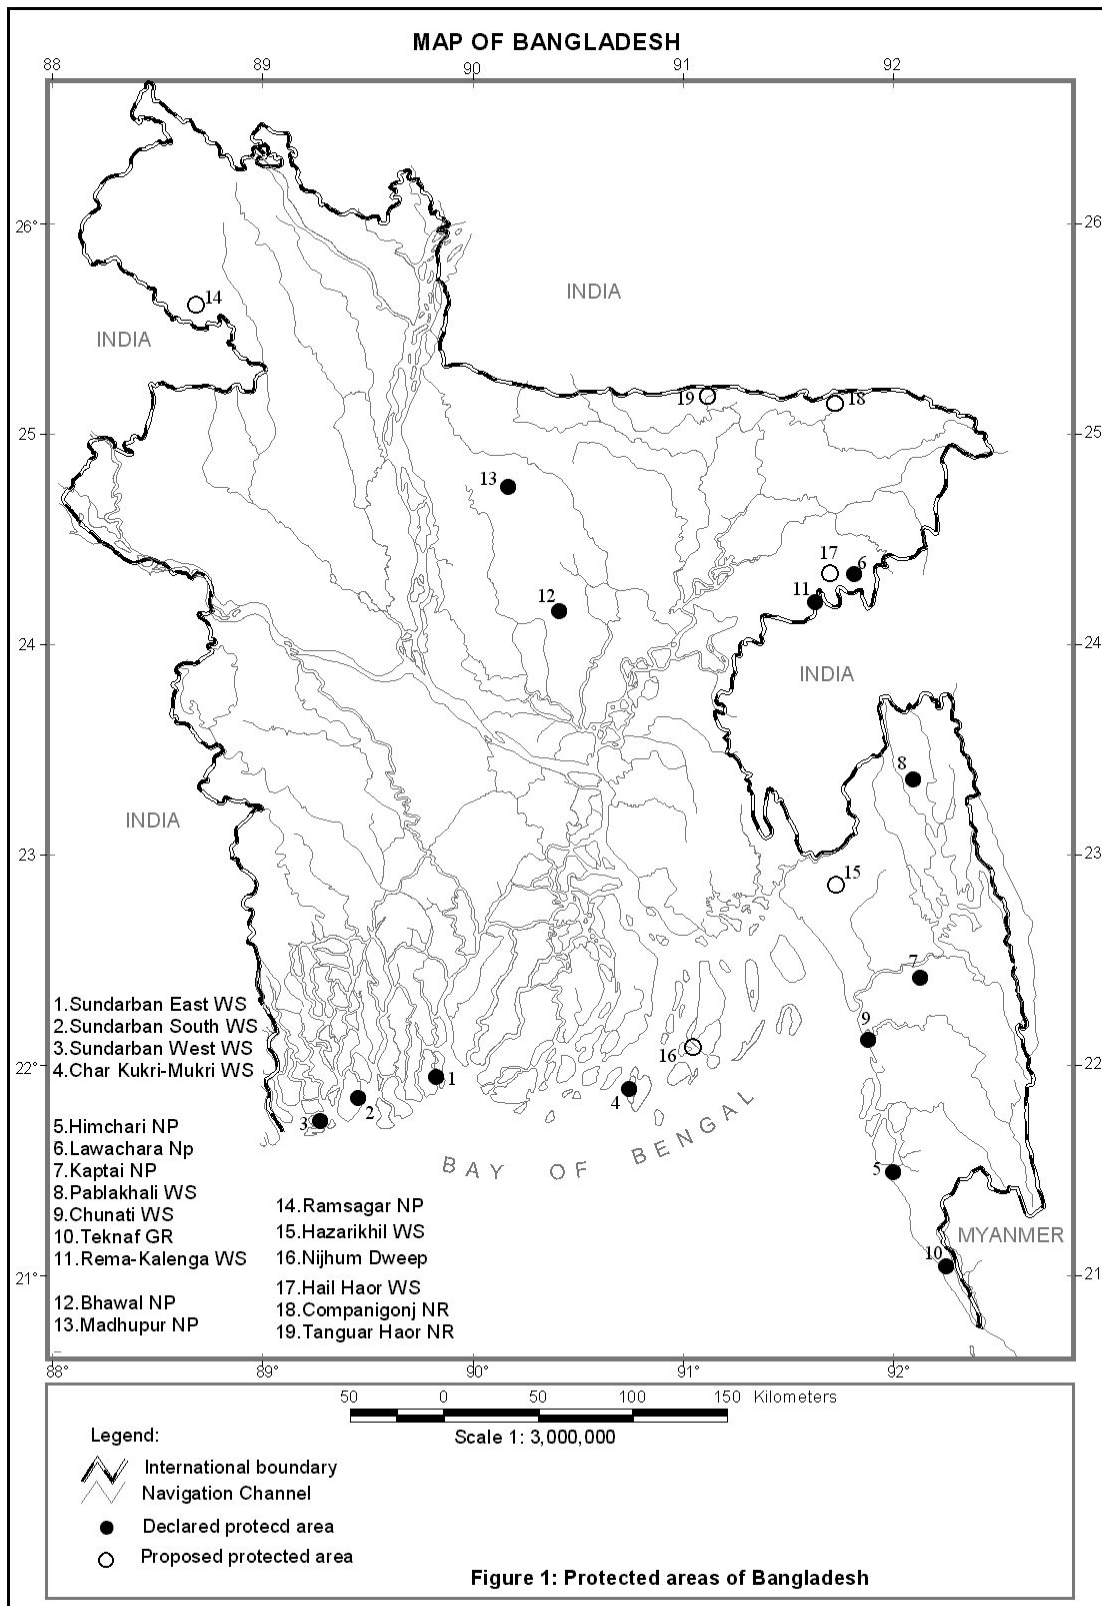 MAP OF BANGLADESH
88 89 90 91 92
26° 26
INDIA
14
INDIA
19 18
25 25
13
17 6
12 11
24 24
INDIA
8
INDIA
23 23
15
7
1.Sundarban East WS
2.Sundarban South WS
9
3.Sundarban West WS
16
22° 22
4.Char Kukri-Mukri WS
1
4
2
3
5.Himchari NP
6.Lawachara Np
BAY OF BENGAL
7.Kaptai NP
5
8.Pablakhali WS
14.Ramsagar NP
9.Chunati WS
15.Hazarikhil WS
10.Teknaf GR
MYANMER
11.Rema-Kalenga WS
16.Nijhum Dweep
10
21° 21
17.Hail Haor WS
12.Bhawal NP
18.Companigonj NR
13.Madhupur NP
19.Tanguar Haor NR
88° 89° 90° 91° 92°
50 0 50 100 150 Kilometers
Scale 1: 3,000,000
Legend:
International boundary
Navigation Channel
Declared protecd area
Proposed protected area
Figure 1: Protected areas of Bangladesh